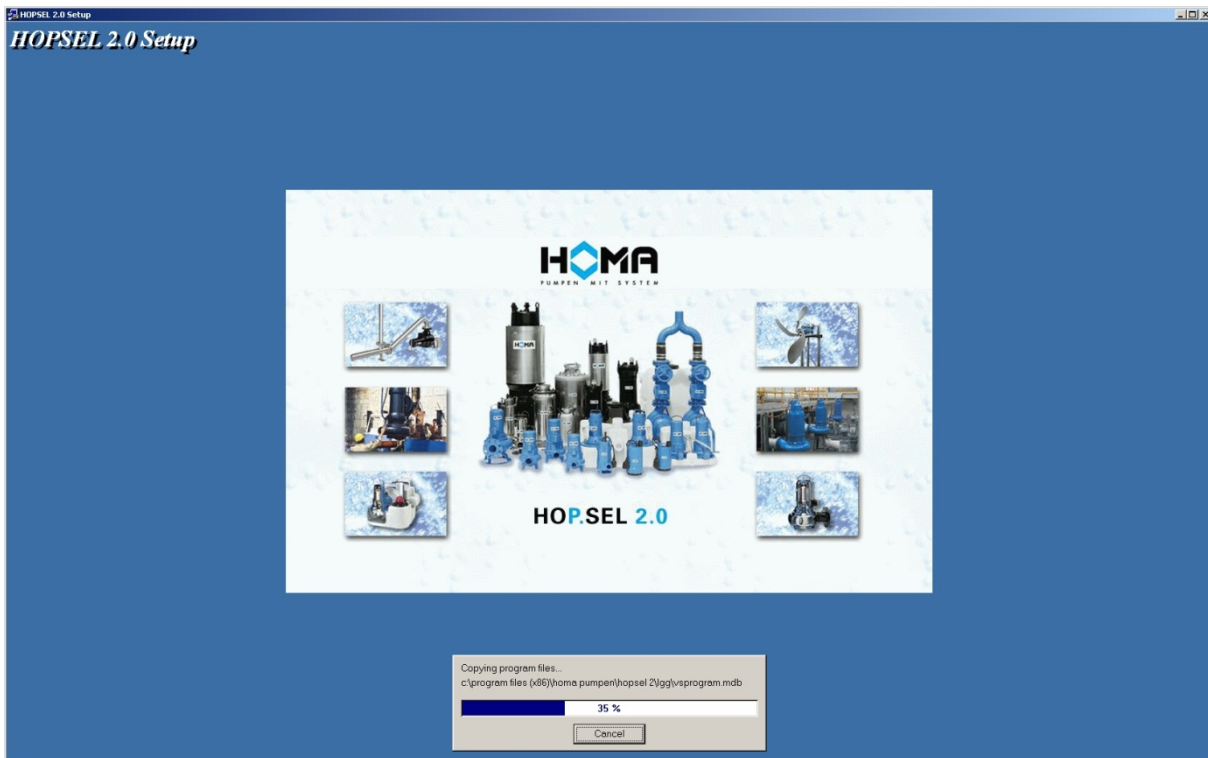 HOPSEL 2.0 Setup
HOPSEL 2.0 Setup
HOMA
PUMPEN MIT SYSTEM
HOMA
HOP.SEL 2.0
Copying program files...
c:\program files (x86)\homa pumpen\hopsel 2\lgg\vsprogram.mdb
35 %
Cancel